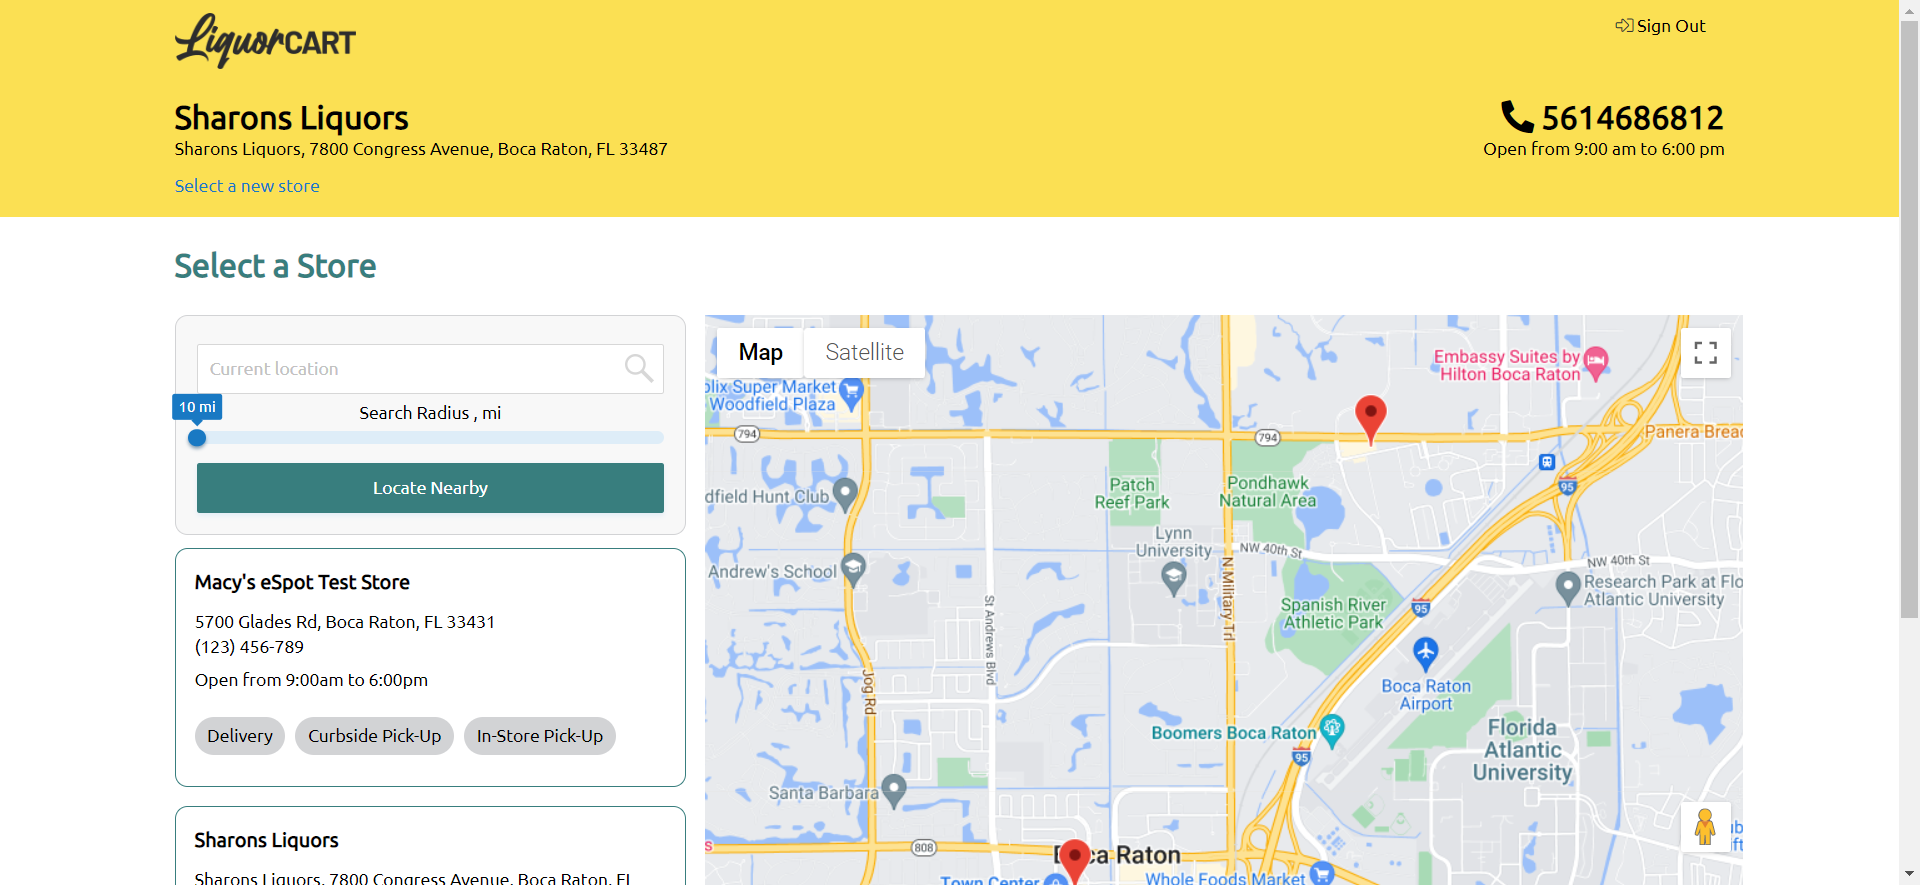 LiquorCART
Sign Out
Sharons Liquors
Sharons Liquors, 7800 Congress Avenue, Boca Raton, FL 33487
Select a new store
5614686812
Open from 9:00 am to 6:00 pm
Select a Store
Current location
10 mi
Search Radius , mi
Locate Nearby
Macy's eSpot Test Store
5700 Glades Rd, Boca Raton, FL 33431
(123) 456-789
Open from 9:00am to 6:00pm
Delivery
Curbside Pick-Up
In-Store Pick-Up
Sharons Liquors
Sharons Liquors, 7800 Congress Avenue, Boca Raton, FL
Map
Satellite
Embassy Suites by
Hilton Boca Raton
blix Super Market
Woodfield Plaza
794
794
Panera Bread
95
dfield Hunt Club
Patch
Reef Park
Pondhawk
Natural Area
Lynn
University
NW 40th St
NW 40th St
Andrew's School
N Military Trl
Research Park at Flo
Atlantic University
St Andrews Blvd
Spanish River
Athletic Park
95
Jog Rd
Boca Raton
Airport
Boomers Boca Raton
95
Florida
Atlantic
University
Santa Barbara
808
Town Center
Whole Foods Market